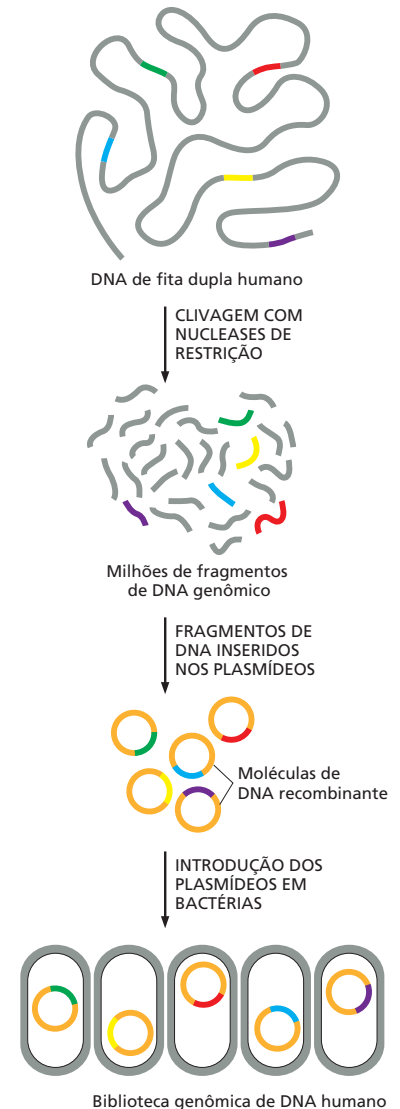 DNA de fita dupla humano
CLIVAGEM COM
NUCLEASES DE
RESTRIÇÃO
Milhões de fragmentos
de DNA genômico
FRAGMENTOS DE
DNA INSERIDOS
NOS PLASMÍDEOS
Moléculas de
DNA recombinante
INTRODUÇÃO DOS
PLASMÍDEOS EM
BACTÉRIAS
Biblioteca genômica de DNA humano